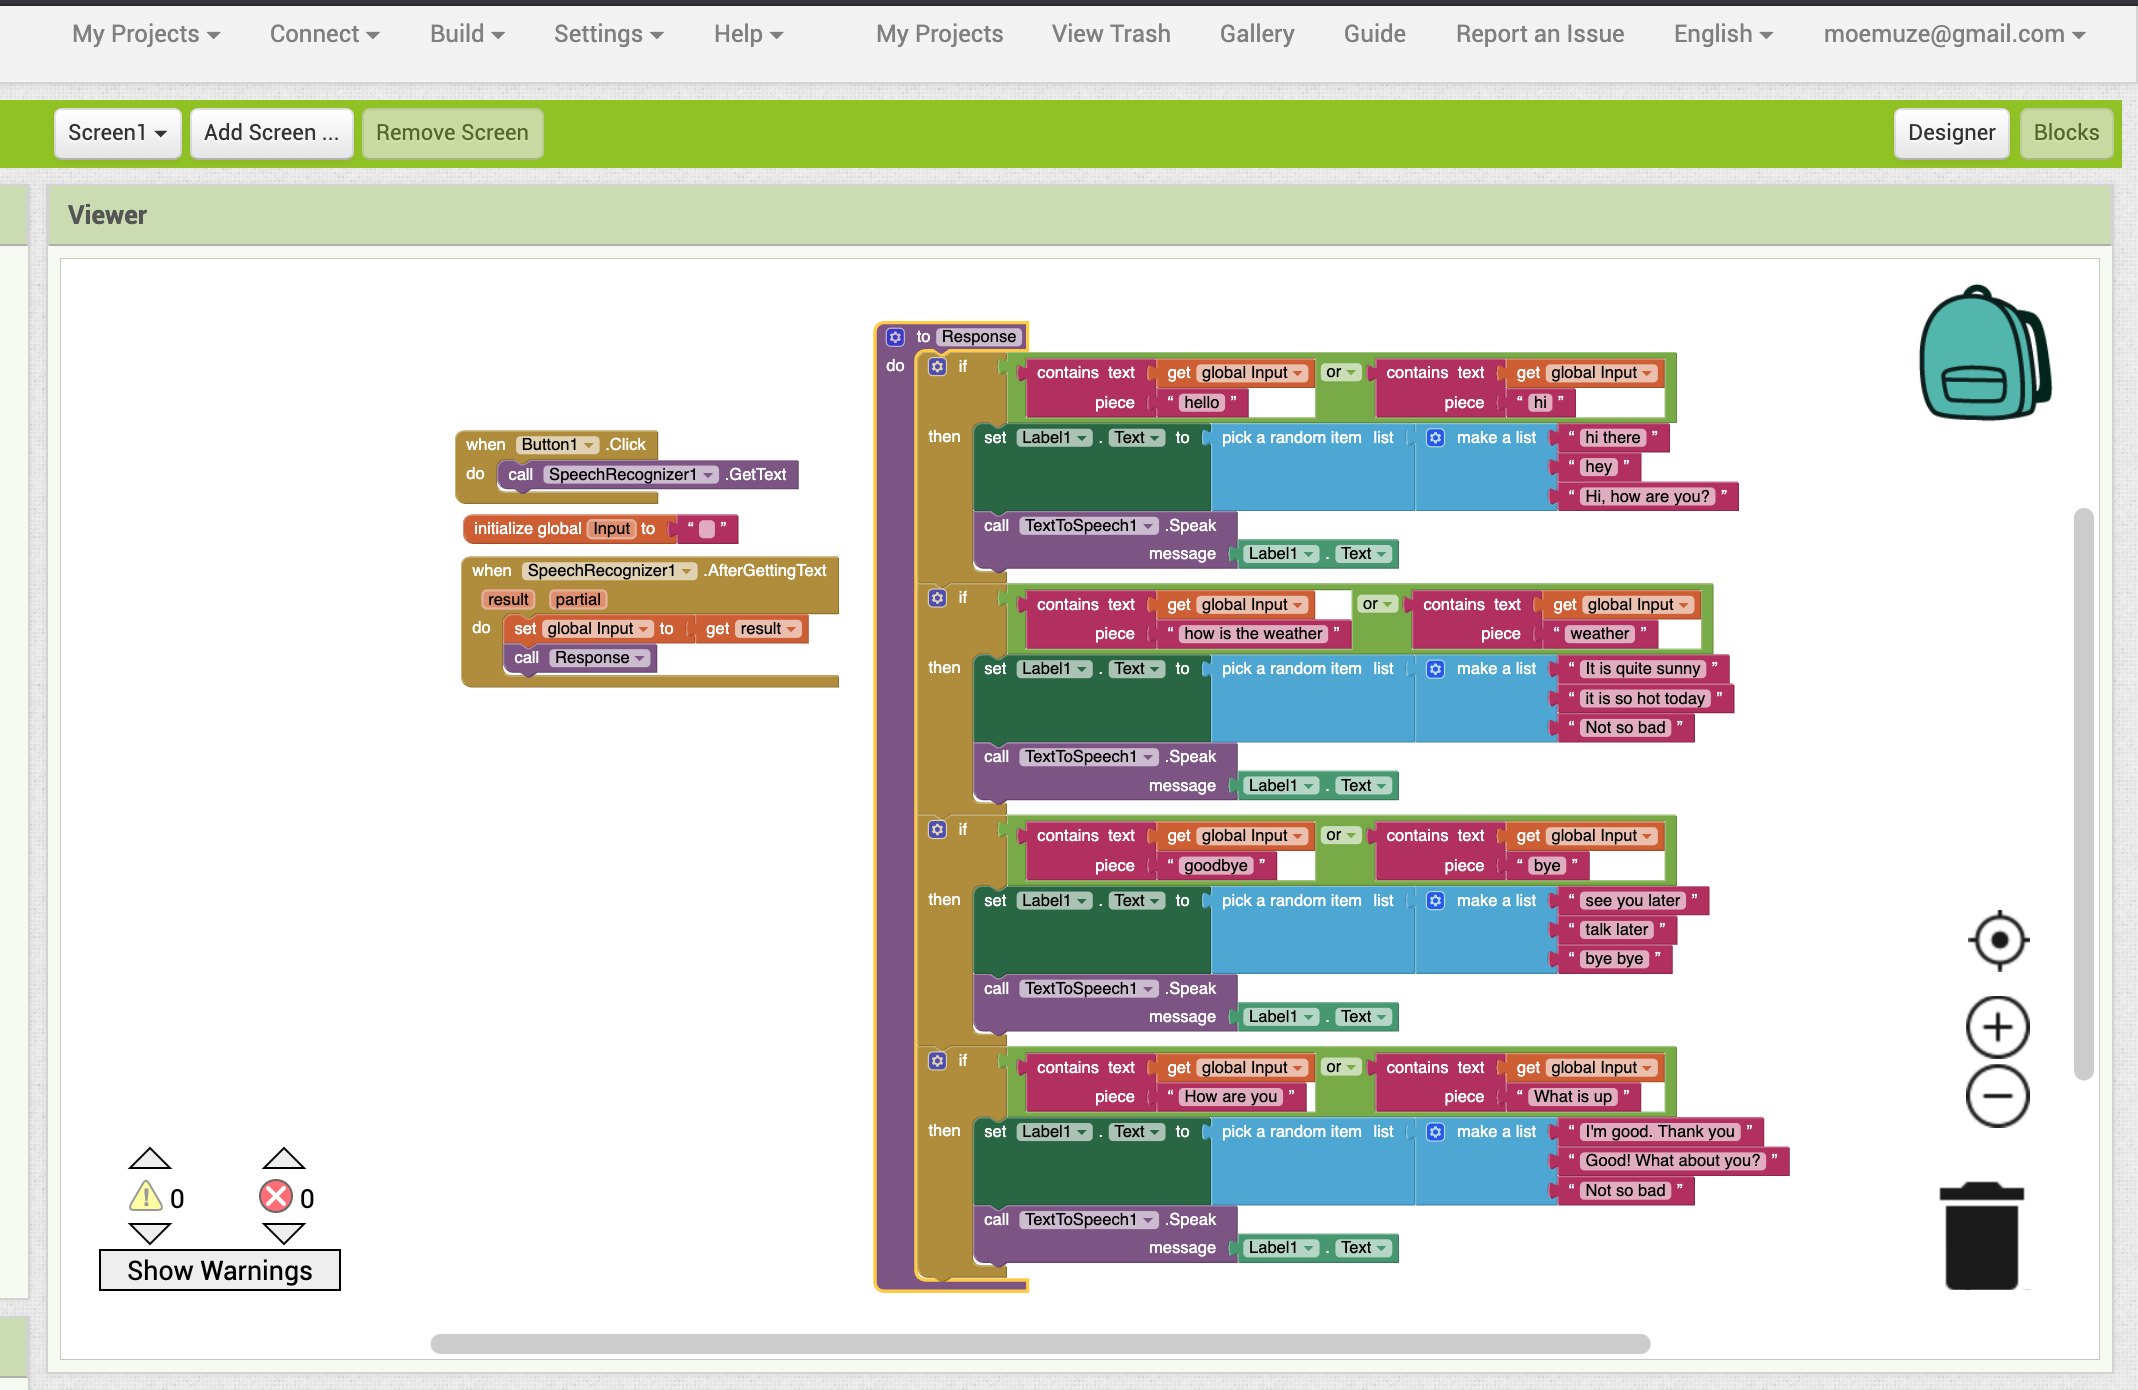 My Projects Connect Build Settings Help My Projects View Trash Gallery Guide Report an Issue English moemuze@gmail.com
Screen1 Add Screen ... Remove Screen Designer Blocks
Viewer
when Button1 .Click
do call SpeechRecognizer1 .GetText
initialize global Input to “ ”
when SpeechRecognizer1 .AfterGettingText
result partial
do set global Input to get result
call Response
to Response
do if contains text get global Input or contains text get global Input
piece “ hello ” piece “ hi ”
then set Label1 . Text to pick a random item list make a list “ hi there ”
“ hey ”
“ Hi, how are you? ”
call TextToSpeech1 .Speak
message Label1 . Text
if contains text get global Input or contains text get global Input
piece “ how is the weather ” piece “ weather ”
then set Label1 . Text to pick a random item list make a list “ It is quite sunny ”
“ it is so hot today ”
“ Not so bad ”
call TextToSpeech1 .Speak
message Label1 . Text
if contains text get global Input or contains text get global Input
piece “ goodbye ” piece “ bye ”
then set Label1 . Text to pick a random item list make a list “ see you later ”
“ talk later ”
“ bye bye ”
call TextToSpeech1 .Speak
message Label1 . Text
if contains text get global Input or contains text get global Input
piece “ How are you ” piece “ What is up ”
then set Label1 . Text to pick a random item list make a list “ I'm good. Thank you ”
“ Good! What about you? ”
“ Not so bad ”
call TextToSpeech1 .Speak
message Label1 . Text
0 0
Show Warnings